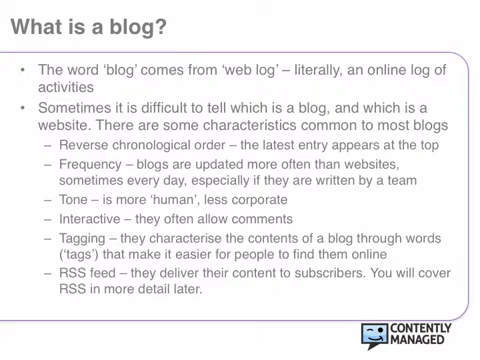 What is a blog?
• The word ‘blog’ comes from ‘web log’ – literally, an online log of
activities
• Sometimes it is difficult to tell which is a blog, and which is a
website. There are some characteristics common to most blogs
– Reverse chronological order – the latest entry appears at the top
– Frequency – blogs are updated more often than websites,
sometimes every day, especially if they are written by a team
– Tone – is more ‘human’, less corporate
– Interactive – they often allow comments
– Tagging – they characterise the contents of a blog through words
(‘tags’) that make it easier for people to find them online
– RSS feed – they deliver their content to subscribers. You will cover
RSS in more detail later.
CONTENTLY
MANAGED